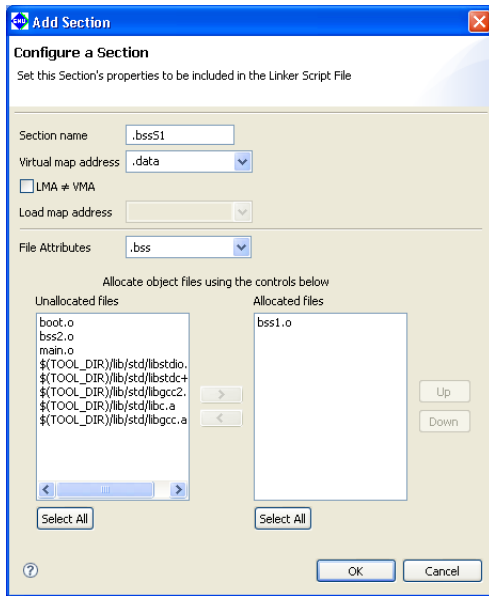 GNU Add Section
Configure a Section
Set this Section's properties to be included in the Linker Script File
Section name .bssS1
Virtual map address .data
LMA ≠ VMA
Load map address
File Attributes .bss
Allocate object files using the controls below
Unallocated files Allocated files
boot.o bss1.o
bss2.o
main.o
$(TOOL_DIR)/lib/std/libstdio.
$(TOOL_DIR)/lib/std/libstdc+
$(TOOL_DIR)/lib/std/libgcc2.
$(TOOL_DIR)/lib/std/libc.a
$(TOOL_DIR)/lib/std/libgcc.a
> Up
< Down
Select All Select All
? OK Cancel